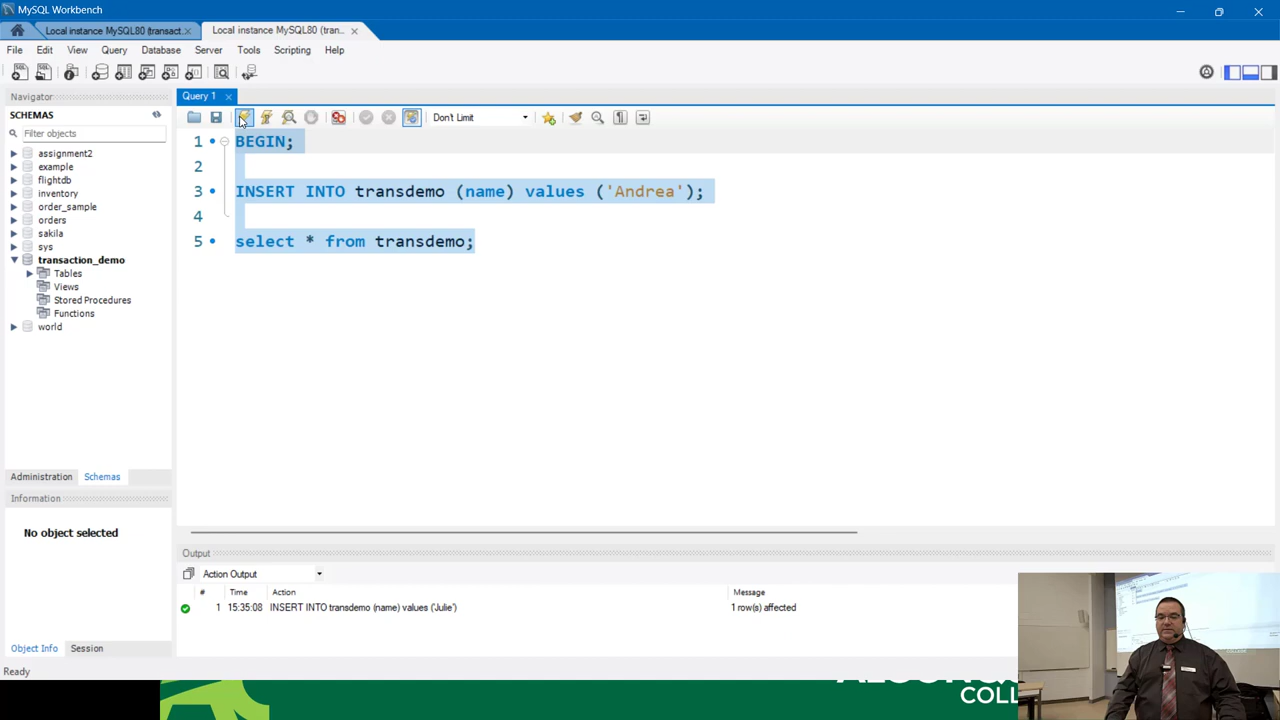 MySQL Workbench
Local instance MySQL80 (transact...
Local instance MySQL80 (tran...
File Edit View Query Database Server Tools Scripting Help
Navigator
Query 1
SCHEMAS
Filter objects
Don't Limit
assignment2
example
flightdb
inventory
order_sample
orders
sakila
sys
transaction_demo
Tables
Views
Stored Procedures
Functions
world
1 BEGIN;
2
3 INSERT INTO transdemo (name) values ('Andrea');
4
5 select * from transdemo;
Administration Schemas
Information
No object selected
Output
Action Output
# Time Action Message
1 15:35:08 INSERT INTO transdemo (name) values ('Julie') 1 row(s) affected
Object Info Session
Ready
COLL